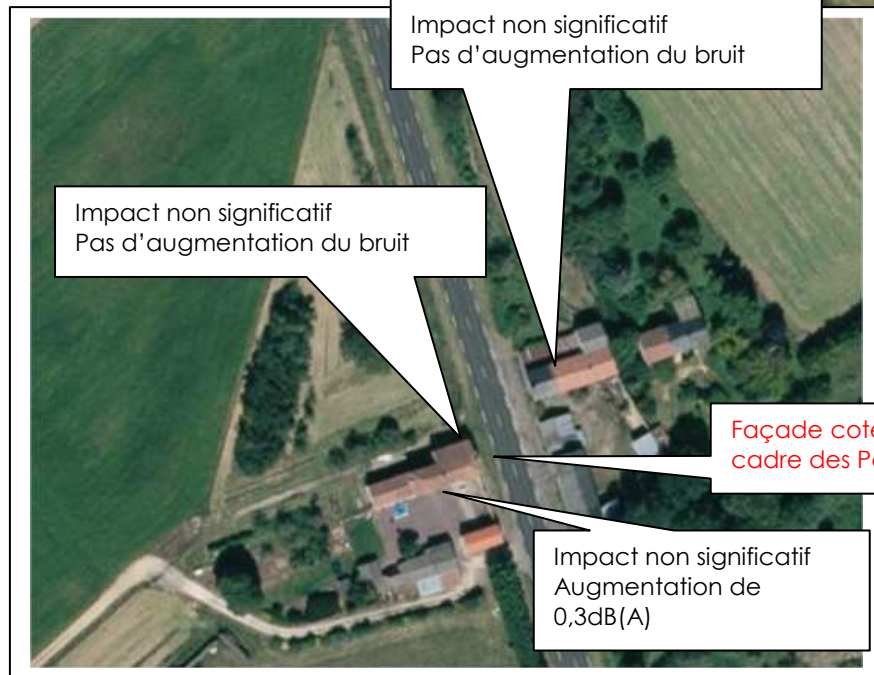 Impact non significatif
Pas d’augmentation du bruit
Impact non significatif
Pas d’augmentation du bruit
Façade cot
cadre des P
Impact non significatif
Augmentation de
0,3dB(A)